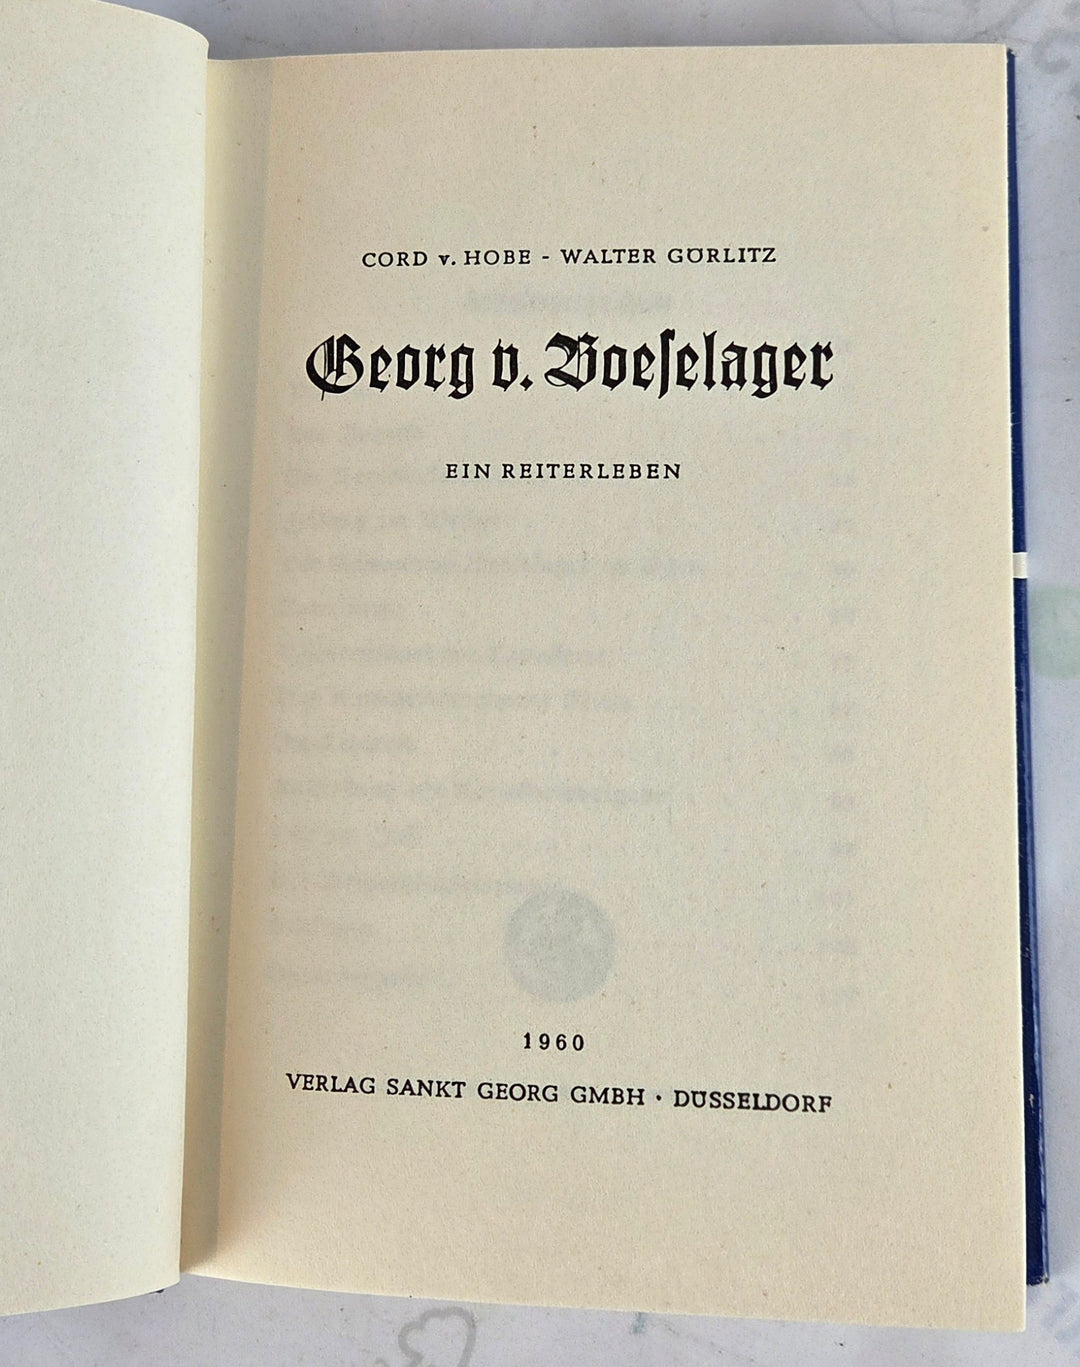 CORD v. HOBE - WALTER GÖRLITZ
Georg v. Boeſelager
EIN REITERLEBEN
1960
VERLAG SANKT GEORG GMBH · DÜSSELDORF